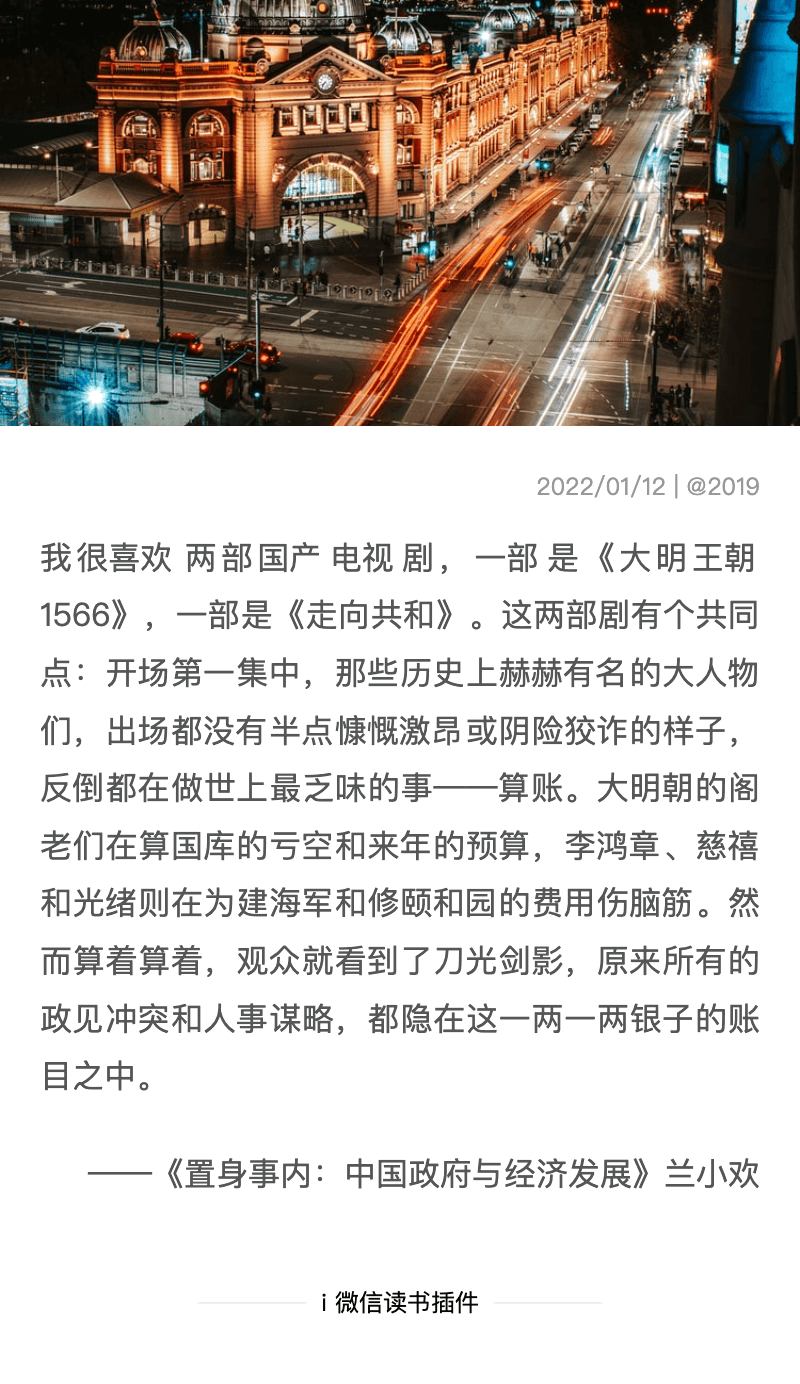 2022/01/12 | @2019
我很喜欢 两部国产 电视 剧，一部 是《大明王朝
1566》，一部是《走向共和》。这两部剧有个共同
点：开场第一集中，那些历史上赫赫有名的大人物
们，出场都没有半点慷慨激昂或阴险狡诈的样子，
反倒都在做世上最乏味的事——算账。大明朝的阁
老们在算国库的亏空和来年的预算，李鸿章、慈禧
和光绪则在为建海军和修颐和园的费用伤脑筋。然
而算着算着，观众就看到了刀光剑影，原来所有的
政见冲突和人事谋略，都隐在这一两一两银子的账
目之中。
——《置身事内：中国政府与经济发展》兰小欢
i 微信读书插件